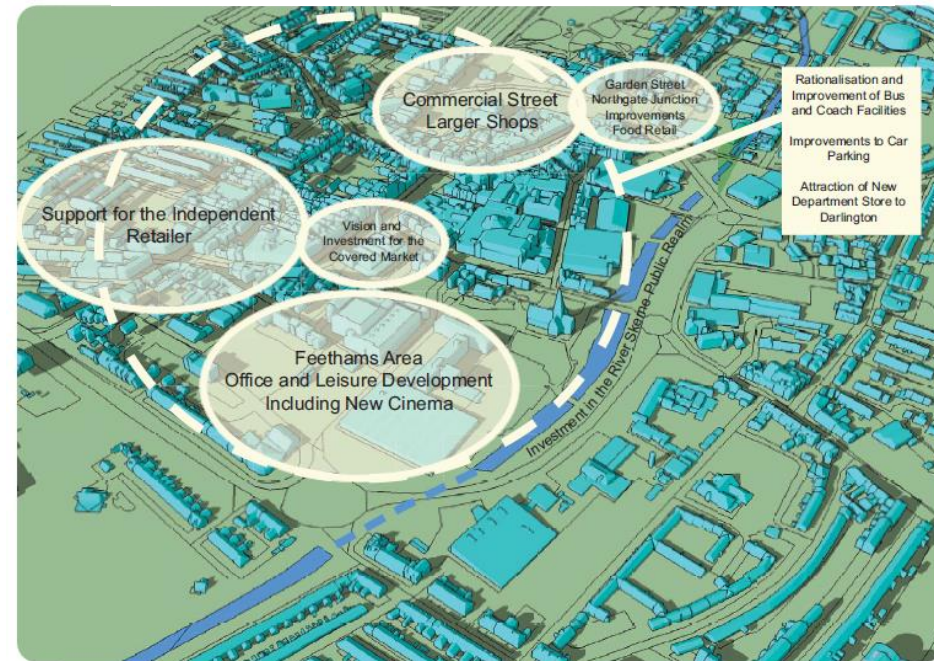 Commercial Street
Larger Shops
Garden Street
Northgate Junction
Improvements
Food Retail
Rationalisation and
Improvement of Bus
and Coach Facilities
Improvements to Car
Parking
Attraction of New
Department Store to
Darlington
Support for the Independent
Retailer
Vision and
Investment for the
Covered Market
Feethams Area
Office and Leisure Development
Including New Cinema
Investment in the River Skerne Public Realm